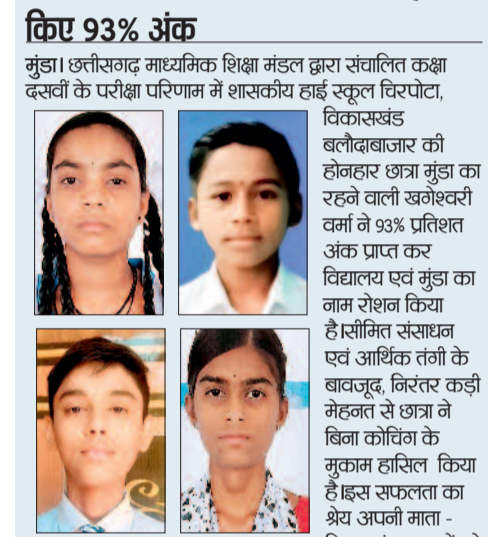 किए 93% अंक
मुंडा। छत्तीसगढ़ माध्यमिक शिक्षा मंडल द्वारा संचालित कक्षा
दसवीं के परीक्षा परिणाम में शासकीय हाई स्कूल चिरपोटा,
विकासखंड
बलौदाबाजार की
होनहार छात्रा मुंडा का
रहने वाली खगेश्वरी
वर्मा ने 93% प्रतिशत
अंक प्राप्त कर
विद्यालय एवं मुंडा का
नाम रोशन किया
है।सीमित संसाधन
एवं आर्थिक तंगी के
बावजूद, निरंतर कड़ी
मेहनत से छात्रा ने
बिना कोचिंग के
मुकाम हासिल किया
है।इस सफलता का
श्रेय अपनी माता -